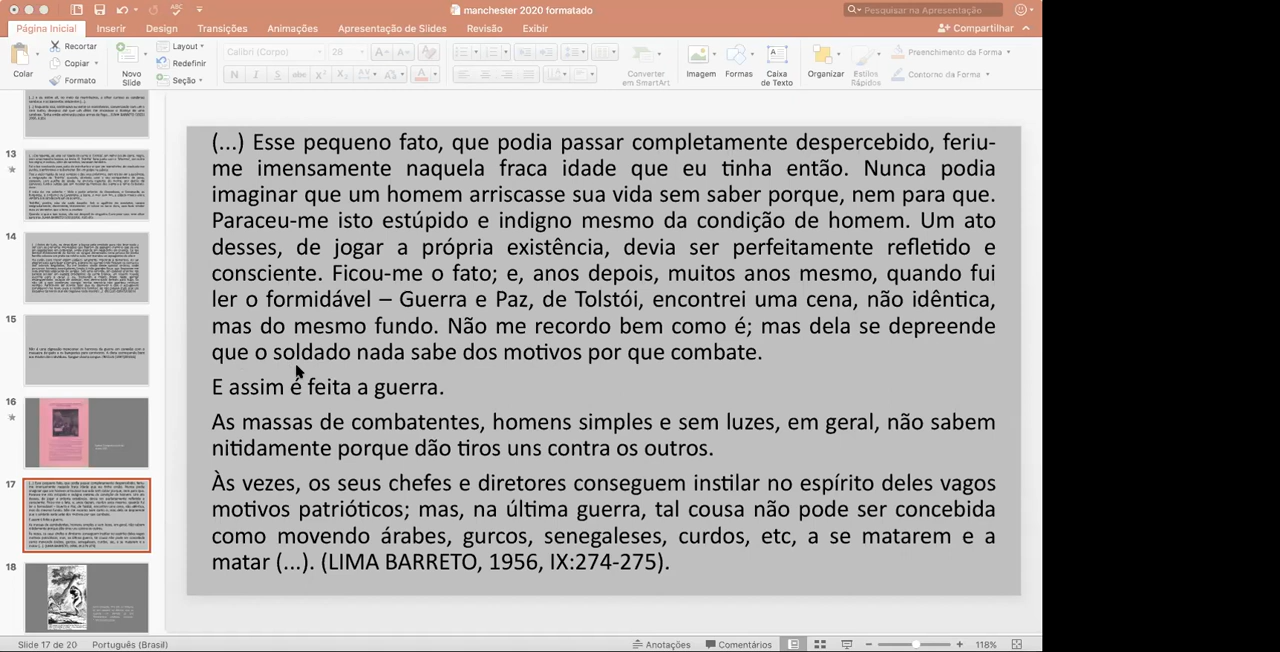 manchester 2020 formatado
Pesquisar na Apresentação
Página Inicial Inserir Design Transições Animações Apresentação de Slides Revisão Exibir Compartilhar
Colar
Recortar
Copiar
Formato
Novo Slide
Layout
Redefinir
Seção
Calibri (Corpo) 28
Converter em SmartArt
Imagem
Formas
Caixa de Texto
Organizar
Estilos Rápidos
Preenchimento da Forma
Contorno da Forma
13
14
15
16
17
18
(...) Esse pequeno fato, que podia passar completamente despercebido, feriu-
me imensamente naquela fraca idade que eu tinha então. Nunca podia
imaginar que um homem arriscasse sua vida sem saber porque, nem para que.
Paraceu-me isto estúpido e indigno mesmo da condição de homem. Um ato
desses, de jogar a própria existência, devia ser perfeitamente refletido e
consciente. Ficou-me o fato; e, anos depois, muitos anos mesmo, quando fui
ler o formidável – Guerra e Paz, de Tolstói, encontrei uma cena, não idêntica,
mas do mesmo fundo. Não me recordo bem como é; mas dela se depreende
que o soldado nada sabe dos motivos por que combate.
E assim é feita a guerra.
As massas de combatentes, homens simples e sem luzes, em geral, não sabem
nitidamente porque dão tiros uns contra os outros.
Às vezes, os seus chefes e diretores conseguem instilar no espírito deles vagos
motivos patrióticos; mas, na última guerra, tal cousa não pode ser concebida
como movendo árabes, gurcos, senegaleses, curdos, etc, a se matarem e a
matar (...). (LIMA BARRETO, 1956, IX:274-275).
Slide 17 de 20 Português (Brasil) Anotações Comentários 118%